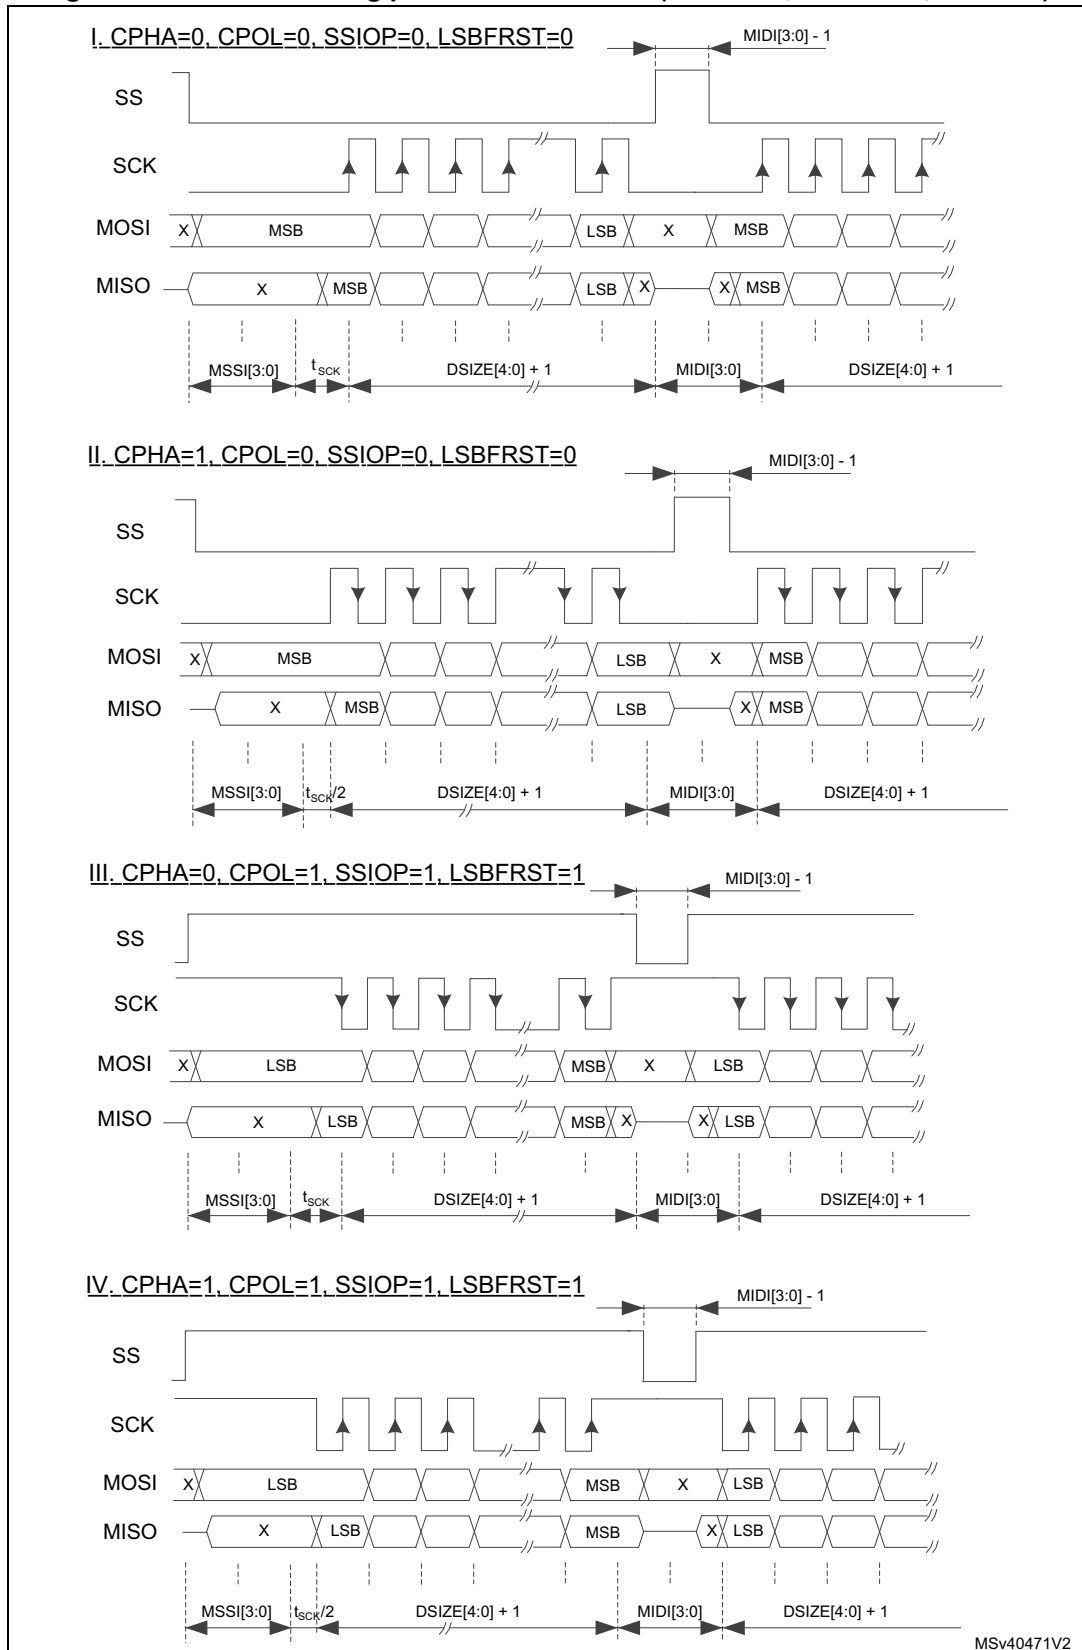 I. CPHA=0, CPOL=0, SSIOP=0, LSBFRST=0
MIDI[3:0] - 1
SS
SCK
MOSI X MSB LSB X MSB
MISO X MSB LSB X X MSB
MSSI[3:0] tSCK DSIZE[4:0] + 1 MIDI[3:0] DSIZE[4:0] + 1
II. CPHA=1, CPOL=0, SSIOP=0, LSBFRST=0
MIDI[3:0] - 1
SS
SCK
MOSI X MSB LSB X MSB
MISO X MSB LSB X MSB
MSSI[3:0] tSCK/2 DSIZE[4:0] + 1 MIDI[3:0] DSIZE[4:0] + 1
III. CPHA=0, CPOL=1, SSIOP=1, LSBFRST=1
MIDI[3:0] - 1
SS
SCK
MOSI X LSB MSB X LSB
MISO X LSB MSB X X LSB
MSSI[3:0] tSCK DSIZE[4:0] + 1 MIDI[3:0] DSIZE[4:0] + 1
IV. CPHA=1, CPOL=1, SSIOP=1, LSBFRST=1
MIDI[3:0] - 1
SS
SCK
MOSI X LSB MSB X LSB
MISO X LSB MSB X LSB
MSSI[3:0] tSCK/2 DSIZE[4:0] + 1 MIDI[3:0] DSIZE[4:0] + 1
MSv40471V2